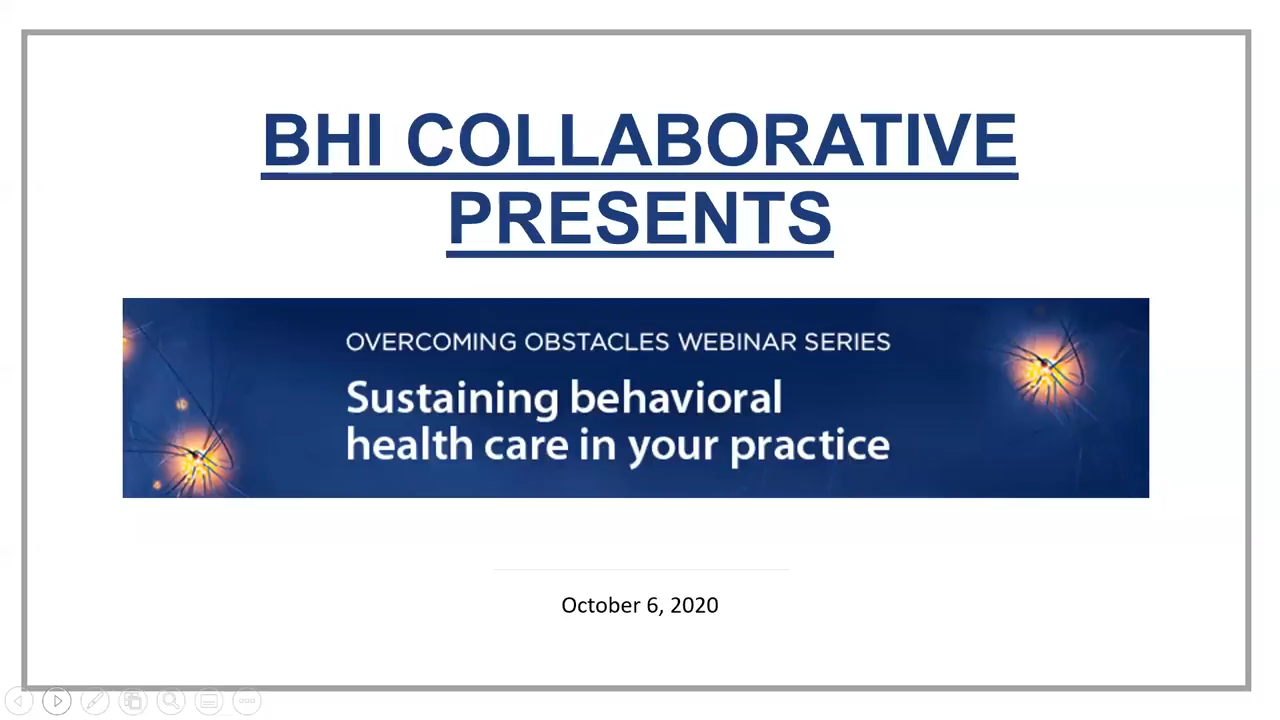 BHI COLLABORATIVE
PRESENTS
OVERCOMING OBSTACLES WEBINAR SERIES
Sustaining behavioral
health care in your practice
October 6, 2020